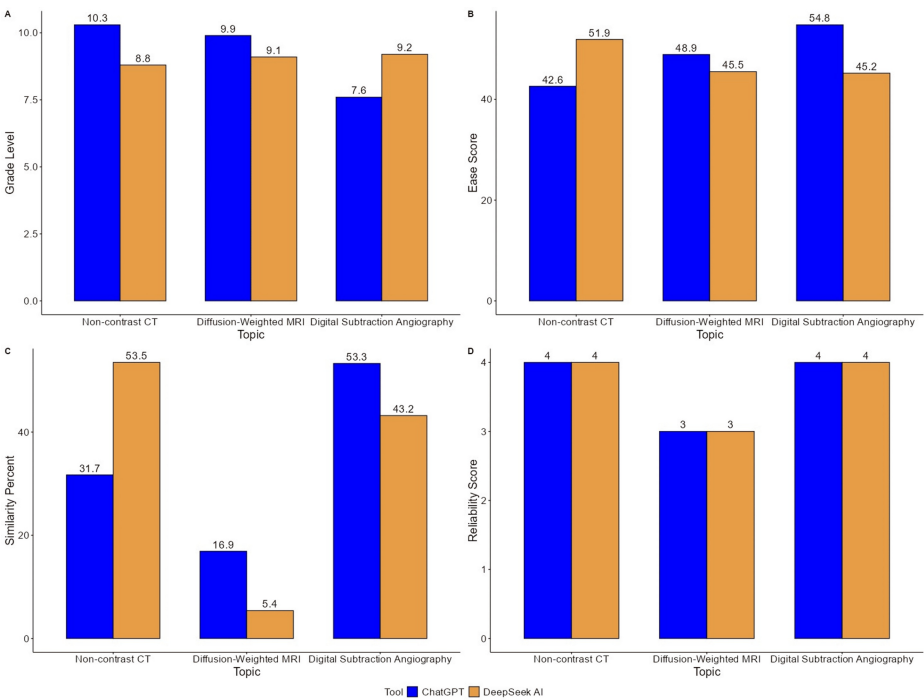 A
Grade Level
10.0
7.5
5.0
2.5
0.0
10.3
8.8
9.9
9.1
7.6
9.2
Non-contrast CT
Diffusion-Weighted MRI
Digital Subtraction Angiography
Topic
B
Ease Score
40
20
0
42.6
51.9
48.9
45.5
54.8
45.2
Non-contrast CT
Diffusion-Weighted MRI
Digital Subtraction Angiography
Topic
C
Similarity Percent
40
20
0
31.7
53.5
16.9
5.4
53.3
43.2
Non-contrast CT
Diffusion-Weighted MRI
Digital Subtraction Angiography
Topic
D
Reliability Score
4
3
2
1
0
4
4
3
3
4
4
Non-contrast CT
Diffusion-Weighted MRI
Digital Subtraction Angiography
Topic
Tool ChatGPT DeepSeek AI